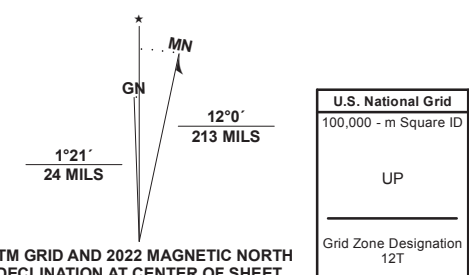 ★
MN
GN
12°0´
213 MILS
1°21´
24 MILS
TM GRID AND 2022 MAGNETIC NORTH
DECLINATION AT CENTER OF SHEET
U.S. National Grid
100,000 - m Square ID
UP
Grid Zone Designation
12T